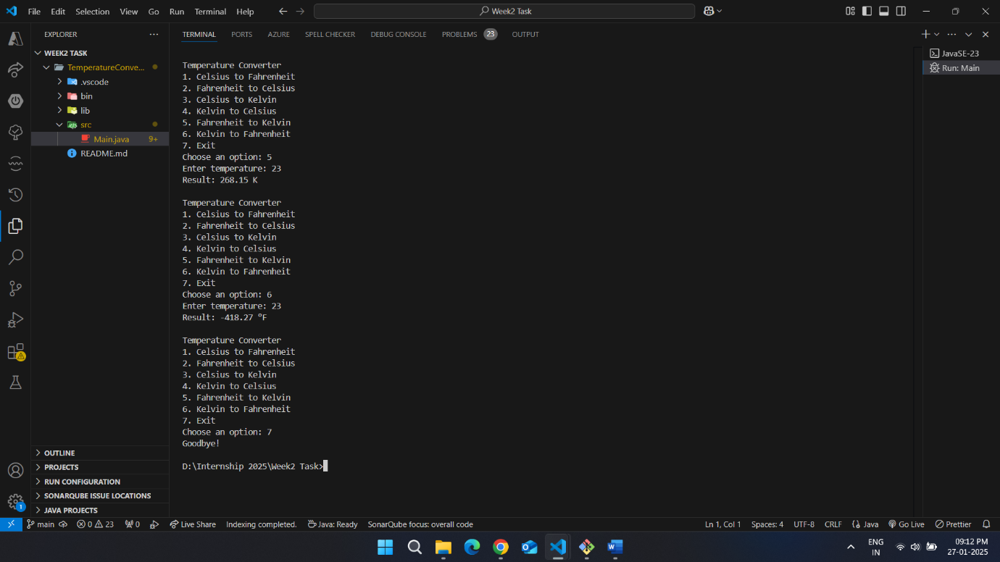 File Edit Selection View Go Run Terminal Help
Week2 Task
EXPLORER
WEEK2 TASK
TemperatureConve...
.vscode
bin
lib
src
Main.java 9+
README.md
OUTLINE
PROJECTS
RUN CONFIGURATION
SONARQUBE ISSUE LOCATIONS
JAVA PROJECTS
TERMINAL PORTS AZURE SPELL CHECKER DEBUG CONSOLE PROBLEMS 23 OUTPUT
Temperature Converter
1. Celsius to Fahrenheit
2. Fahrenheit to Celsius
3. Celsius to Kelvin
4. Kelvin to Celsius
5. Fahrenheit to Kelvin
6. Kelvin to Fahrenheit
7. Exit
Choose an option: 5
Enter temperature: 23
Result: 268.15 K
Temperature Converter
1. Celsius to Fahrenheit
2. Fahrenheit to Celsius
3. Celsius to Kelvin
4. Kelvin to Celsius
5. Fahrenheit to Kelvin
6. Kelvin to Fahrenheit
7. Exit
Choose an option: 6
Enter temperature: 23
Result: -418.27 °F
Temperature Converter
1. Celsius to Fahrenheit
2. Fahrenheit to Celsius
3. Celsius to Kelvin
4. Kelvin to Celsius
5. Fahrenheit to Kelvin
6. Kelvin to Fahrenheit
7. Exit
Choose an option: 7
Goodbye!
D:\Internship 2025\Week2 Task>
JavaSE-23
Run: Main
1
main 0 23 0 Live Share Indexing completed. Java: Ready SonarQube focus: overall code Ln 1, Col 1 Spaces: 4 UTF-8 CRLF Java Go Live Prettier
ENG
IN
09:12 PM
27-01-2025